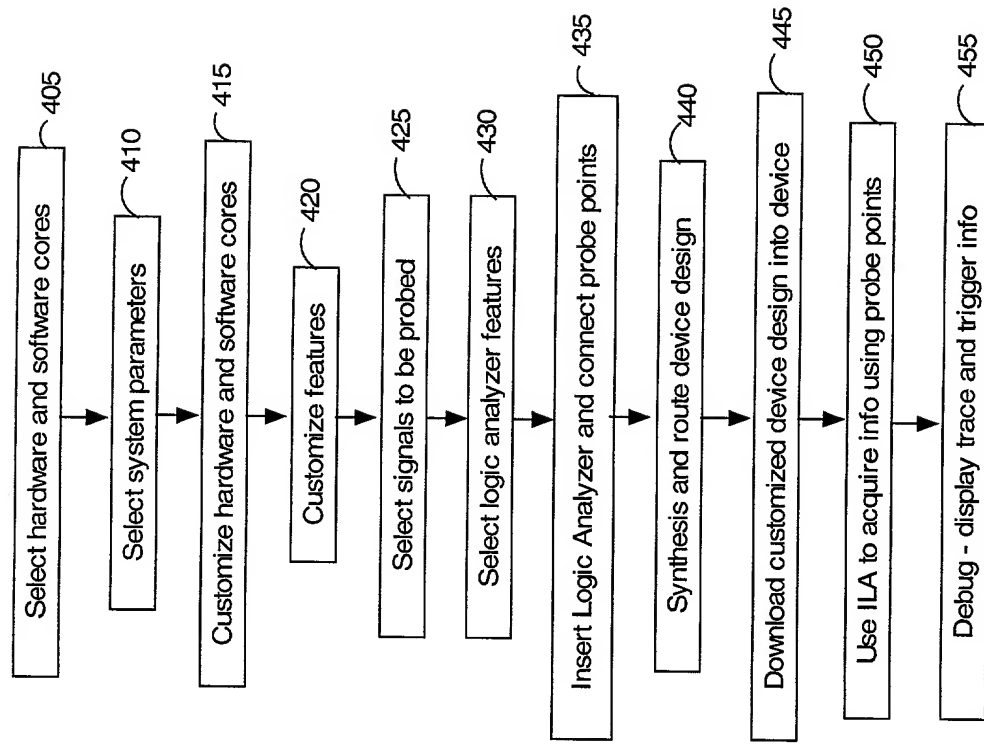 Select hardware and software cores
405
Select system parameters
410
Customize hardware and software cores
415
Customize features
420
Select signals to be probed
425
Select logic analyzer features
430
Insert Logic Analyzer and connect probe points
435
Synthesis and route device design
440
Download customized device design into device
445
Use ILA to acquire info using probe points
450
Debug - display trace and trigger info
455